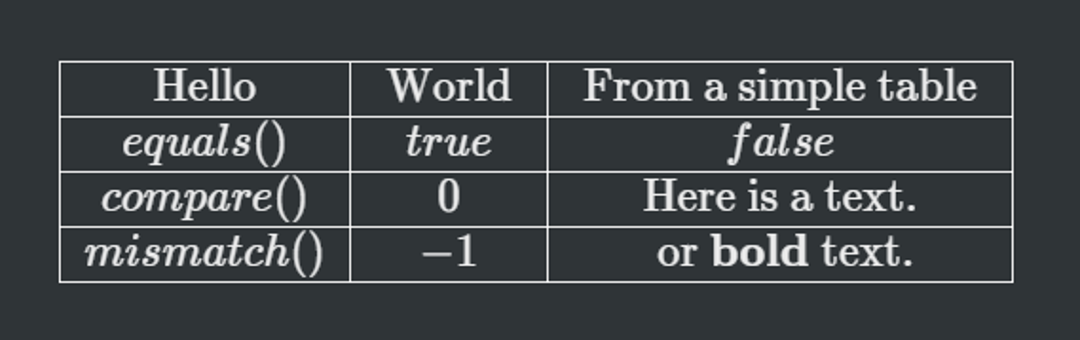 Hello World From a simple table
equals() true false
compare() 0 Here is a text.
mismatch() −1 or bold text.